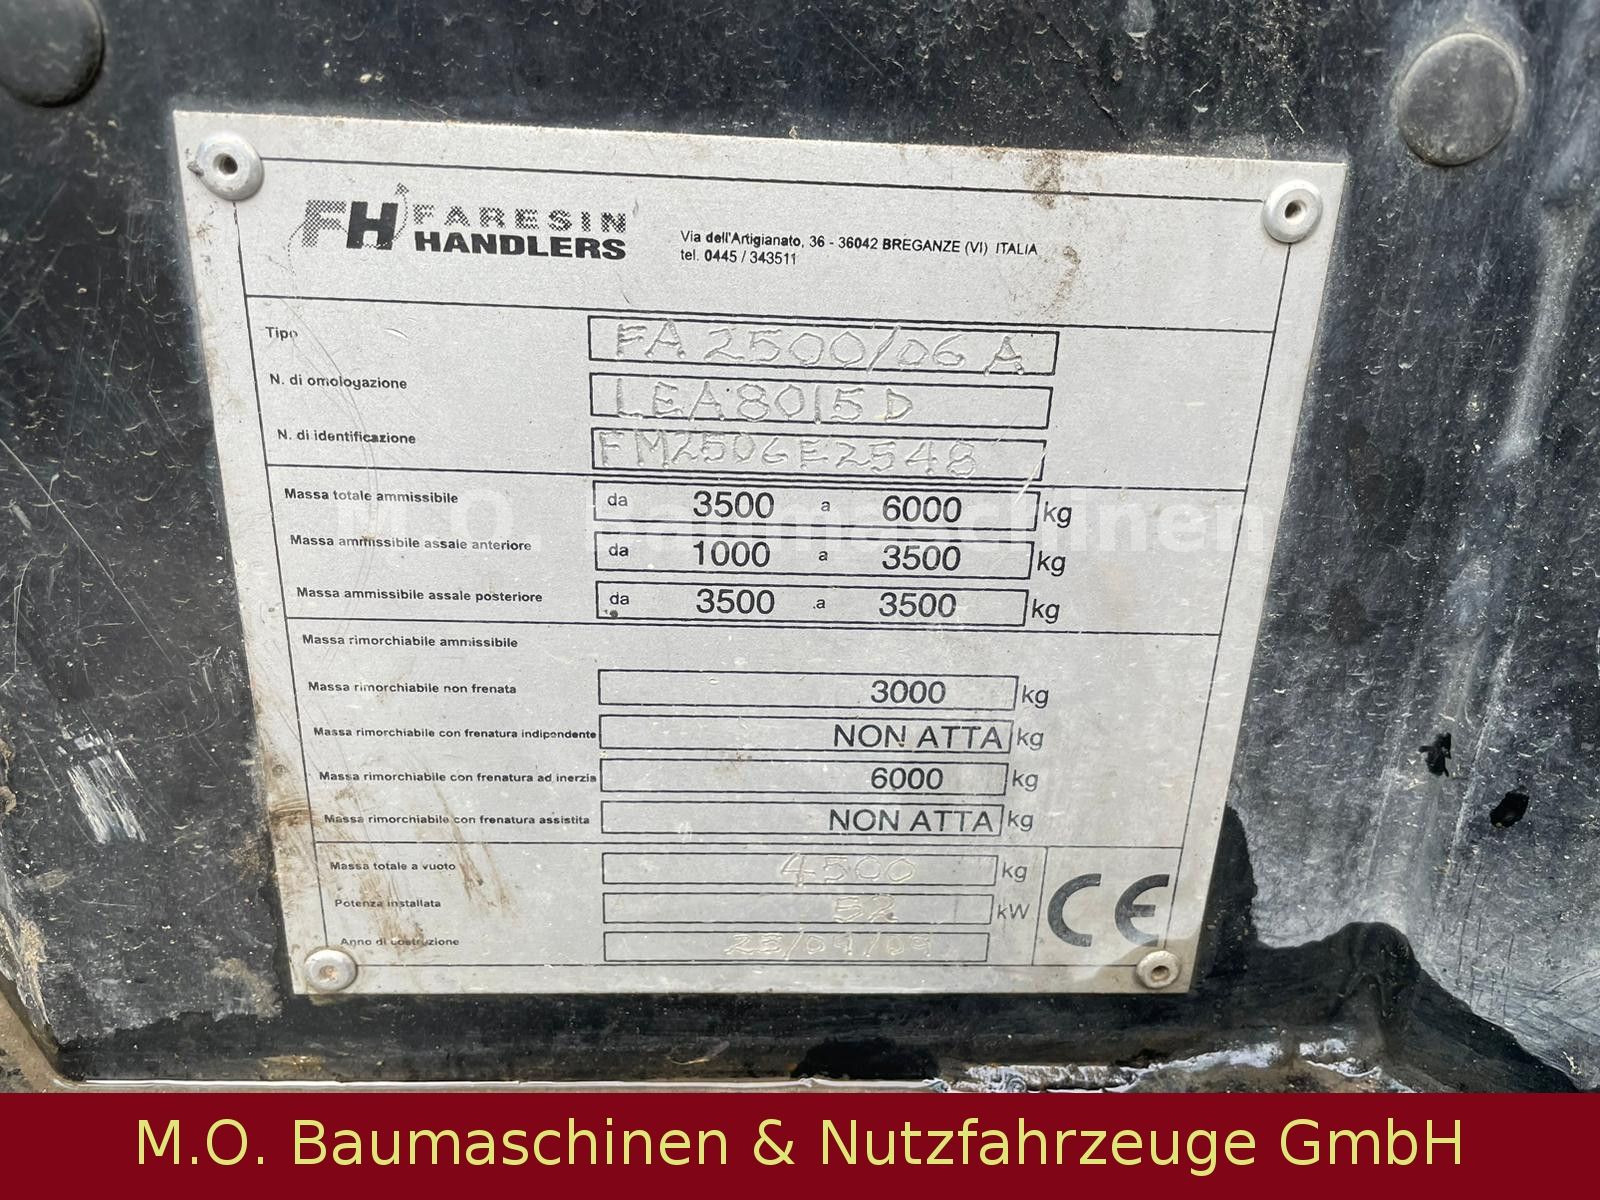 FH FARESIN
HANDLERS
Via dell'Artigianato, 36 - 36042 BREGANZE (VI) ITALIA
tel. 0445 / 343511
Tipo FA 2500/06 A
N. di omologazione LEA8015D
N. di identificazione FM2506E2548
Massa totale ammissibile da 3500 a 6000 kg
Massa ammissibile assale anteriore da 1000 a 3500 kg
Massa ammissibile assale posteriore da 3500 a 3500 kg
Massa rimorchiabile ammissibile
Massa rimorchiabile non frenata 3000 kg
Massa rimorchiabile con frenatura indipendente NON ATTA kg
Massa rimorchiabile con frenatura ad inerzia 6000 kg
Massa rimorchiabile con frenatura assistita NON ATTA kg
Massa totale a vuoto 4500 kg
Potenza installata 52 kW
Anno di costruzione
CE
M.O. Baumaschinen
M.O. Baumaschinen & Nutzfahrzeuge GmbH